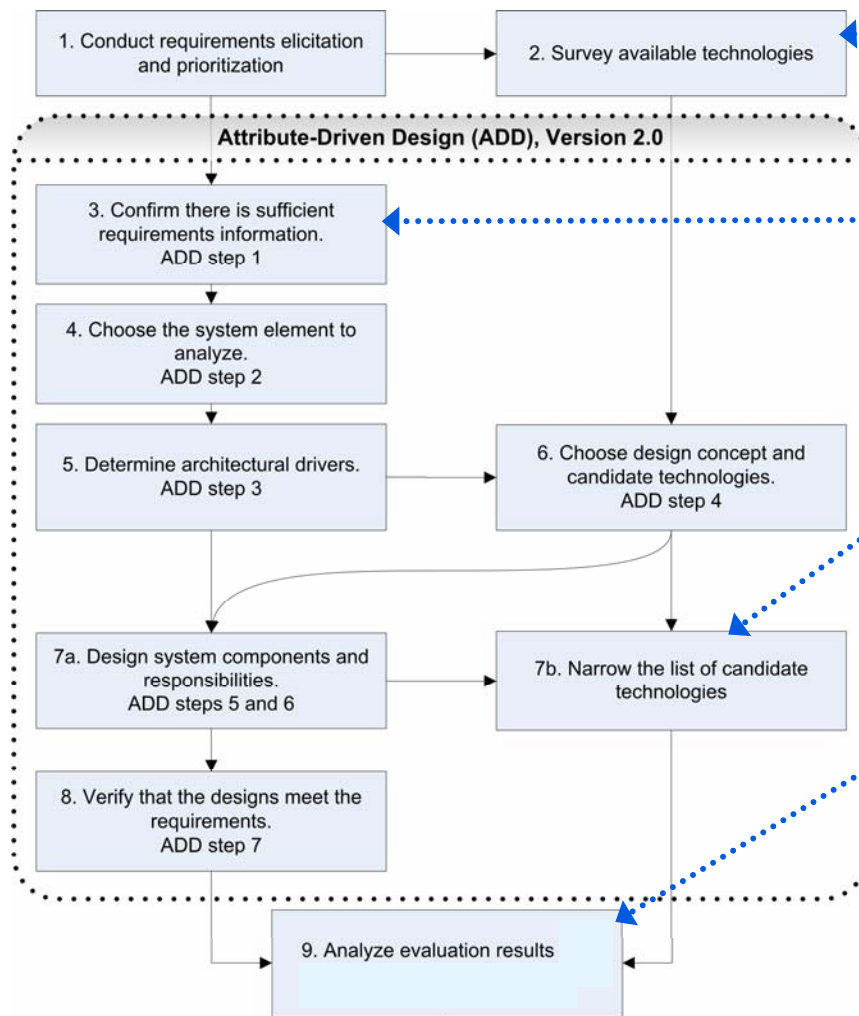 1. Conduct requirements elicitation
and prioritization
2. Survey available technologies
Attribute-Driven Design (ADD), Version 2.0
3. Confirm there is sufficient
requirements information.
ADD step 1
4. Choose the system element to
analyze.
ADD step 2
5. Determine architectural drivers.
ADD step 3
6. Choose design concept and
candidate technologies.
ADD step 4
7a. Design system components and
responsibilities.
ADD steps 5 and 6
7b. Narrow the list of candidate
technologies
8. Verify that the designs meet the
requirements.
ADD step 7
9. Analyze evaluation results